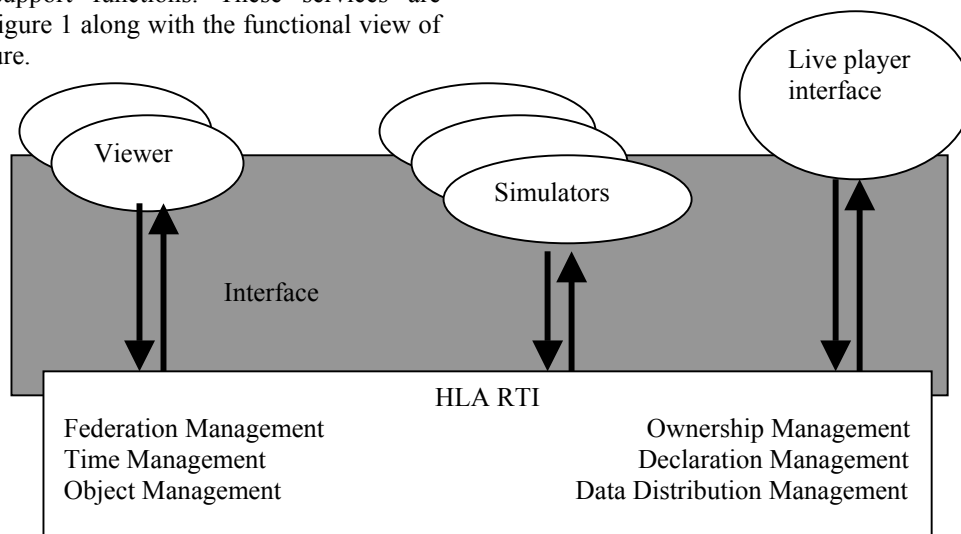 support functions. These services are
igure 1 along with the functional view of
ure.
Live player
interface
Viewer
Simulators
Interface
HLA RTI
Federation Management
Ownership Management
Time Management
Declaration Management
Object Management
Data Distribution Management